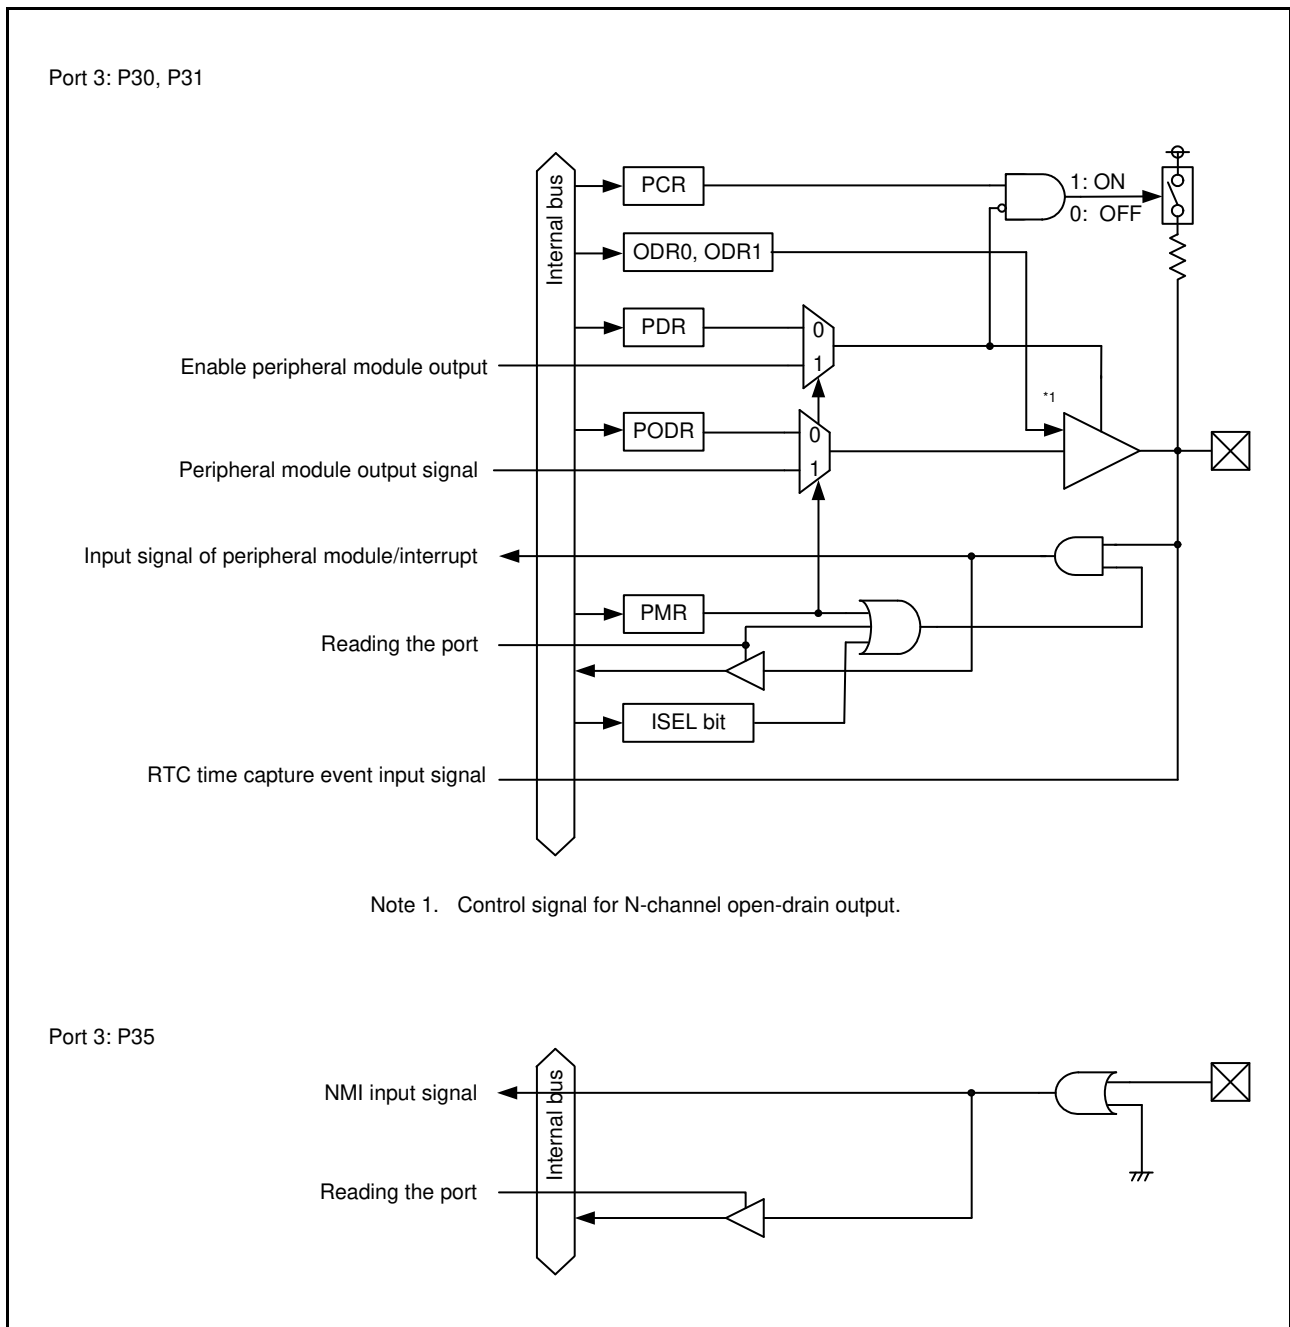 Port 3: P30, P31
Internal bus
PCR
1: ON
0: OFF
ODR0, ODR1
PDR
0
1
Enable peripheral module output
*1
PODR
0
1
Peripheral module output signal
Input signal of peripheral module/interrupt
PMR
Reading the port
ISEL bit
RTC time capture event input signal
Note 1. Control signal for N-channel open-drain output.
Port 3: P35
Internal bus
NMI input signal
Reading the port